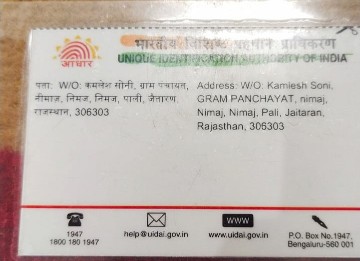 भारतीय विशिष्ट पहचान प्राधिकरण
UNIQUE IDENTIFICATION AUTHORITY OF INDIA
आधार
पता: W/O: कमलेश सोनी, ग्राम पंचायत,
नीमाज, निमज, निमज, पाली, जैतारण,
राजस्थान, 306303
Address: W/O: Kamlesh Soni,
GRAM PANCHAYAT, nimaj,
Nimaj, Nimaj, Pali, Jaitaran,
Rajasthan, 306303
1947
1800 180 1947
help@uidai.gov.in
WWW
www.uidai.gov.in
P.O. Box No.1947,
Bengaluru-560 001